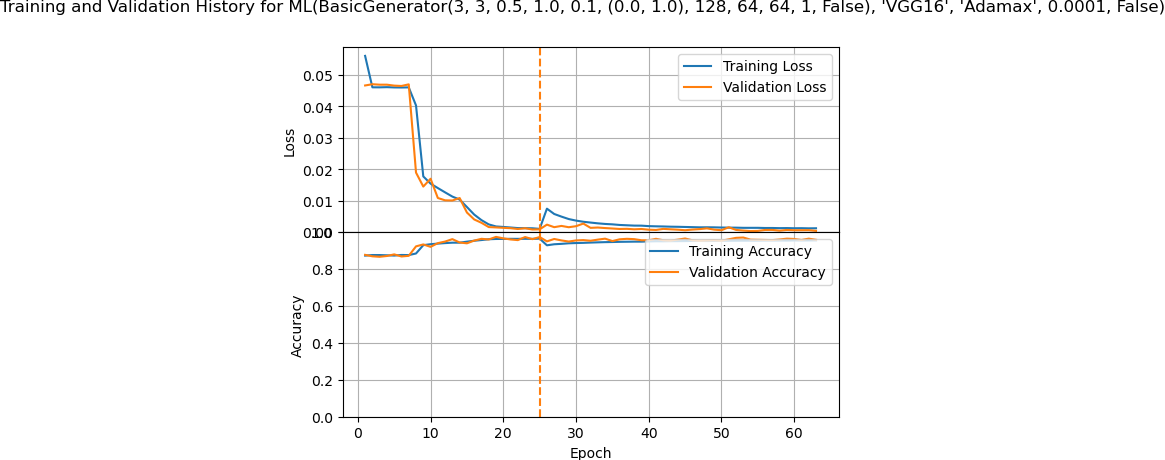 Training and Validation History for ML(BasicGenerator(3, 3, 0.5, 1.0, 0.1, (0.0, 1.0), 128, 64, 64, 1, False), 'VGG16', 'Adamax', 0.0001, False)
Training Loss
Validation Loss
0.05
0.04
0.03
0.02
0.01
0.00
Loss
1.0
Training Accuracy
Validation Accuracy
0.8
0.6
0.4
0.2
0.0
Accuracy
0 10 20 30 40 50 60
Epoch